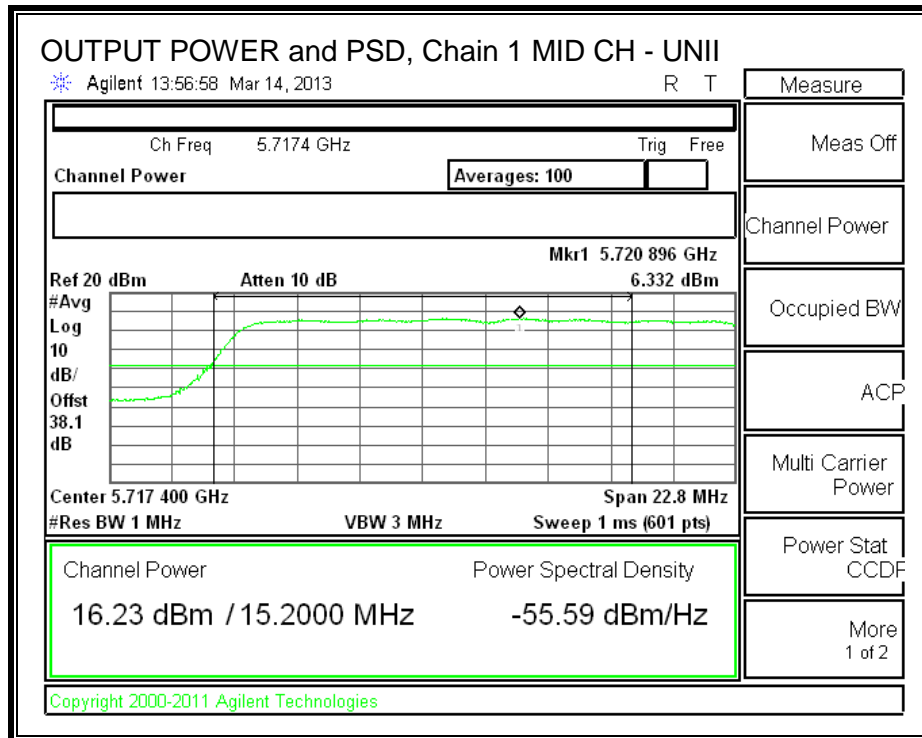 OUTPUT POWER and PSD, Chain 1 MID CH - UNII
Agilent 13:56:58 Mar 14, 2013 R T
Ch Freq 5.7174 GHz Trig Free
Channel Power Averages: 100
Mkr1 5.720 896 GHz
Ref 20 dBm Atten 10 dB 6.332 dBm
#Avg
Log
10
dB/
Offst
38.1
dB
1
Center 5.717 400 GHz Span 22.8 MHz
#Res BW 1 MHz VBW 3 MHz Sweep 1 ms (601 pts)
Channel Power Power Spectral Density
16.23 dBm / 15.2000 MHz -55.59 dBm/Hz
Copyright 2000-2011 Agilent Technologies
Measure
Meas Off
Channel Power
Occupied BW
ACP
Multi Carrier
Power
Power Stat
CCDF
More
1 of 2